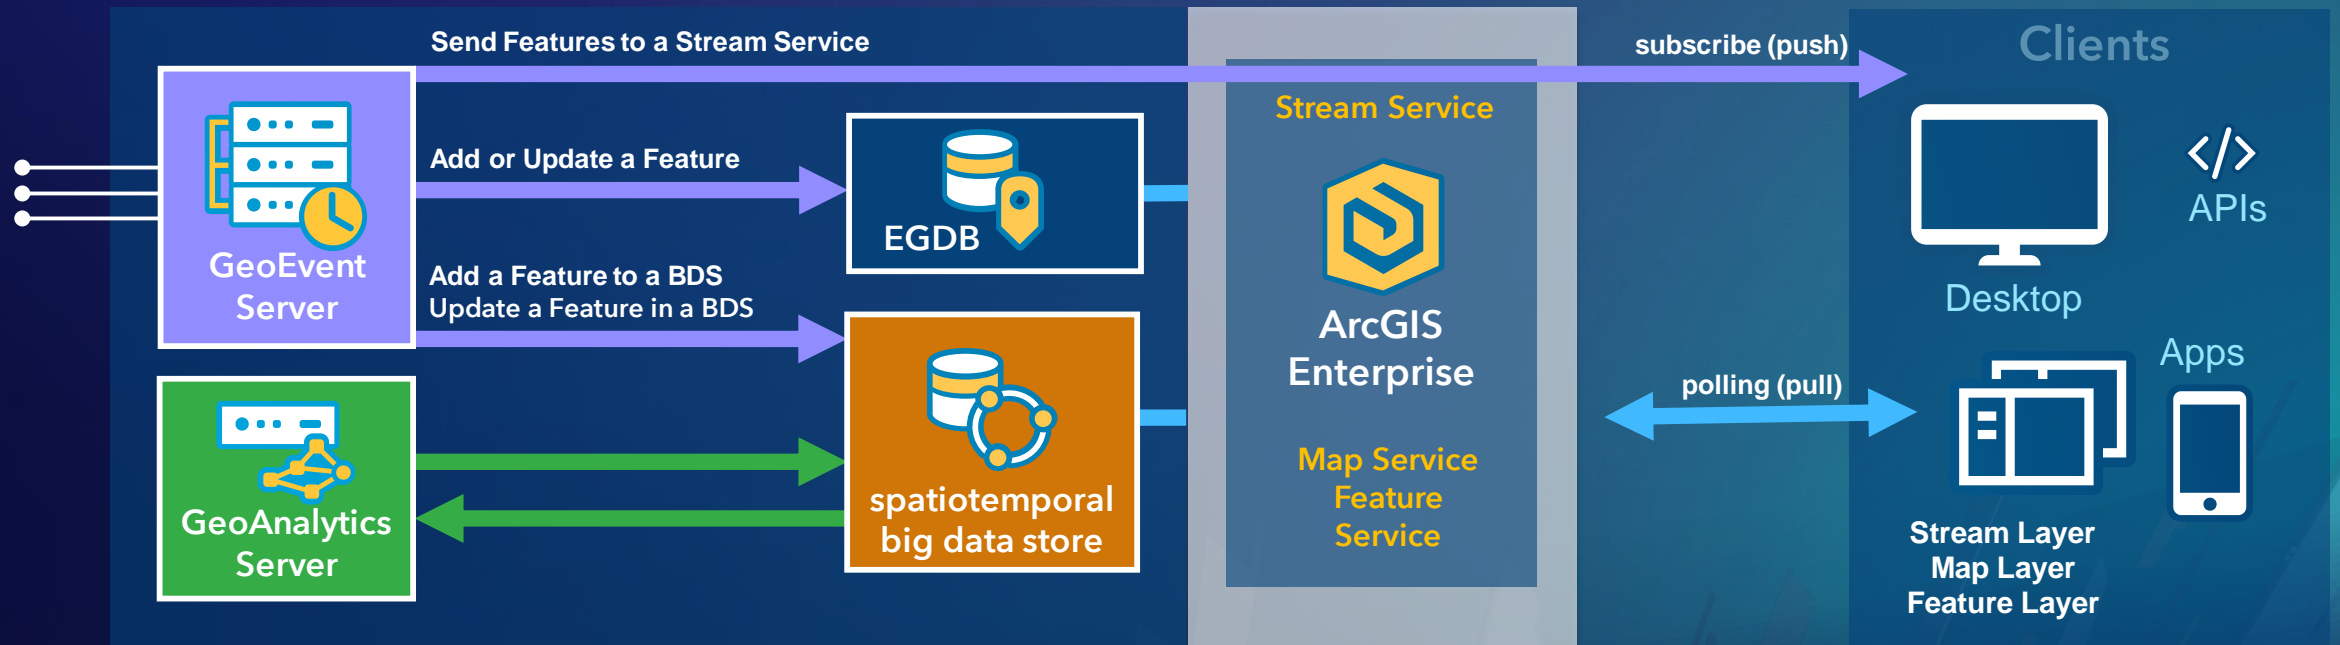 Send Features to a Stream Service
subscribe (push)
Clients
Stream Service
Add or Update a Feature
EGDB
GeoEvent
Server
Add a Feature to a BDS
Update a Feature in a BDS
ArcGIS
Enterprise
APIs
Desktop
Apps
polling (pull)
Map Service
Feature
Service
spatiotemporal
big data store
GeoAnalytics
Server
Stream Layer
Map Layer
Feature Layer